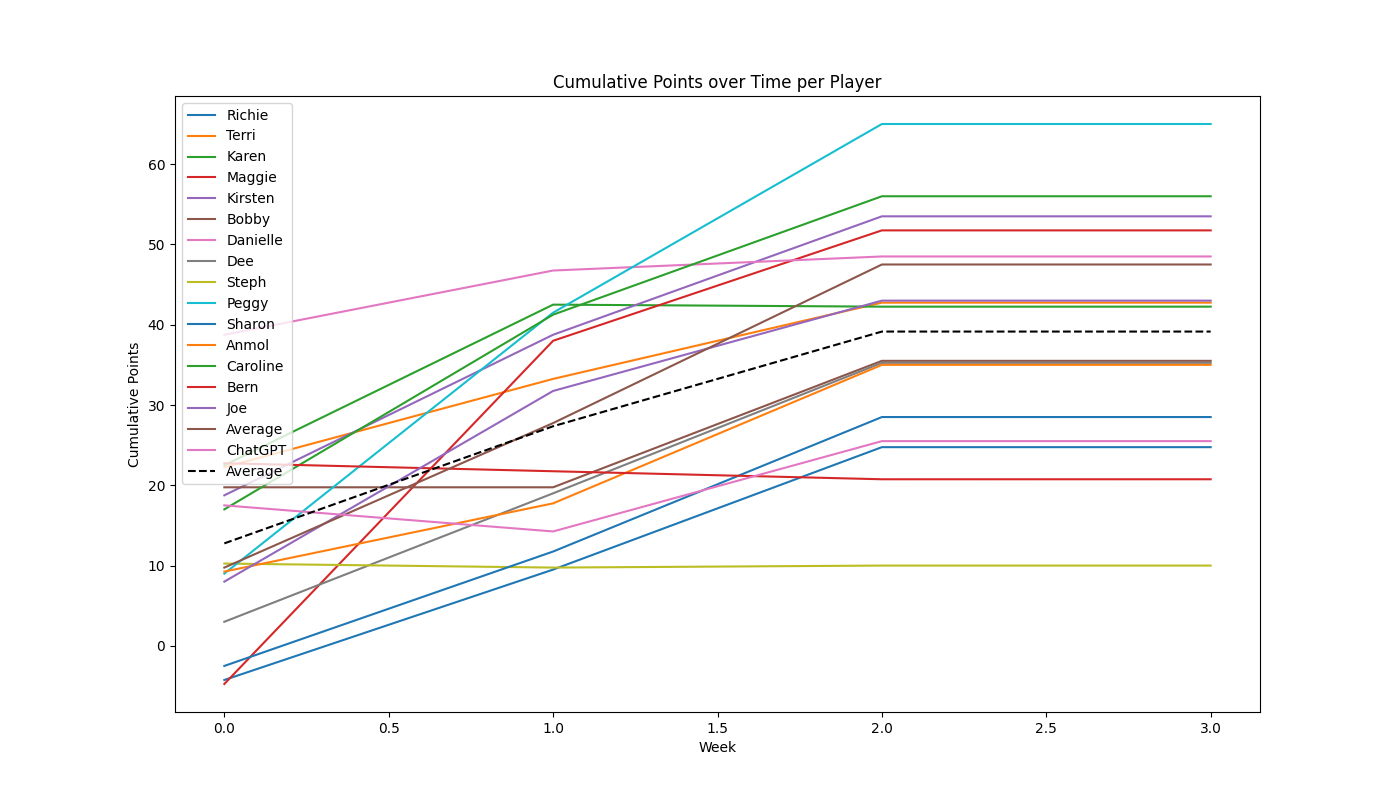 Cumulative Points over Time per Player
Richie
Terri
Karen
Maggie
Kirsten
Bobby
Danielle
Dee
Steph
Peggy
Sharon
Anmol
Caroline
Bern
Joe
Average
ChatGPT
Average
Cumulative Points
60
50
40
30
20
10
0
0.0 0.5 1.0 1.5 2.0 2.5 3.0
Week